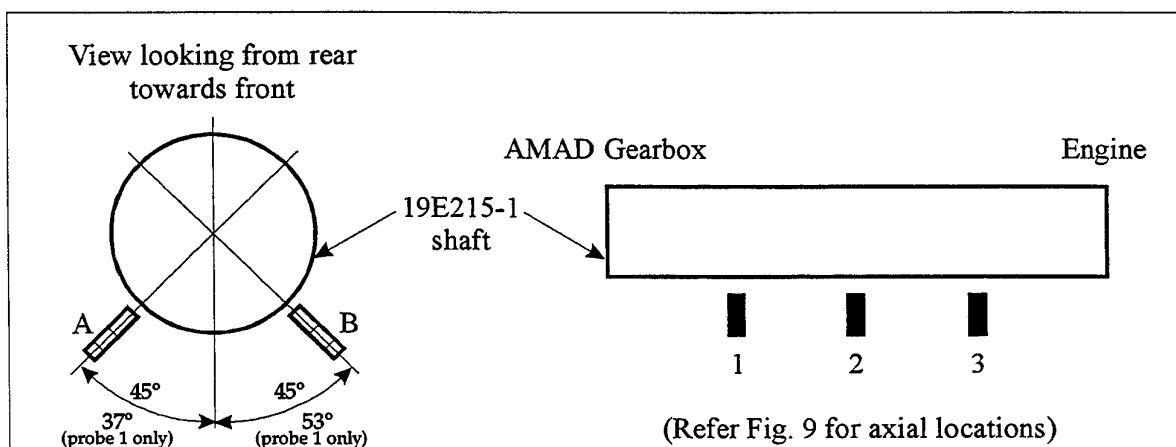 View looking from rear
towards front
AMAD Gearbox
Engine
19E215-1
shaft
A
B
45°
45°
37°
(probe 1 only)
53°
(probe 1 only)
1
2
3
(Refer Fig. 9 for axial locations)